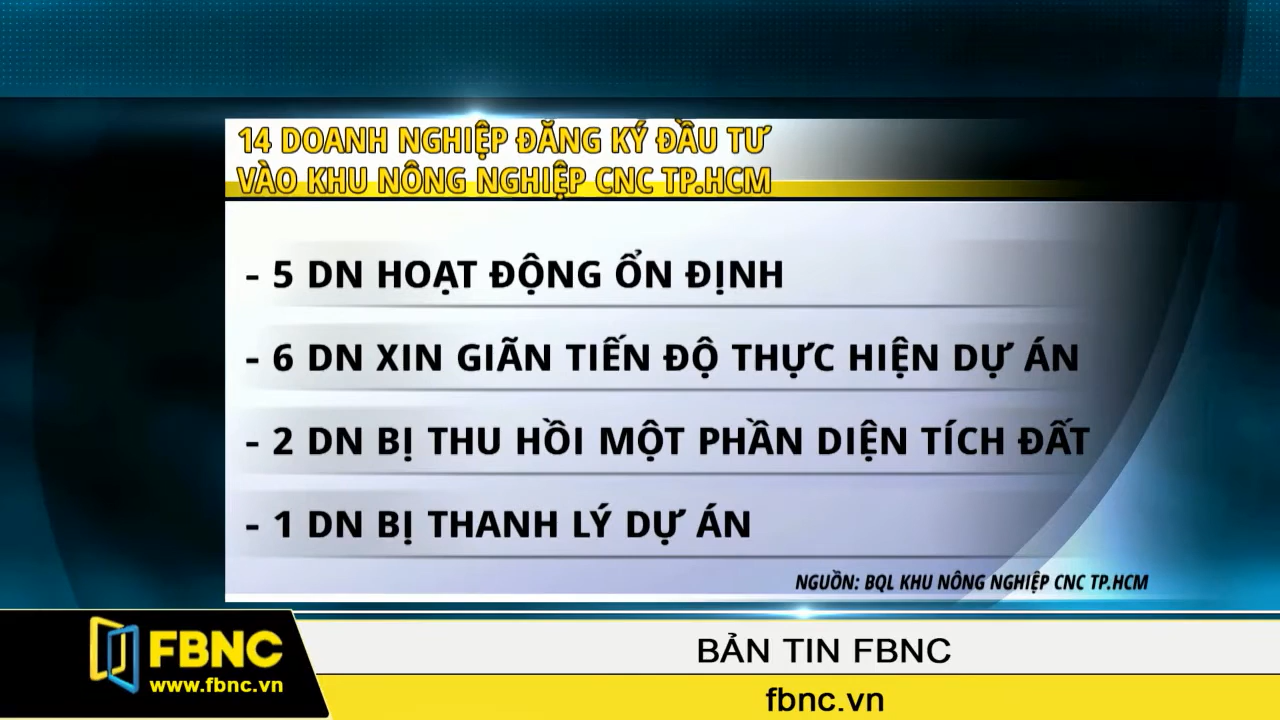 14 DOANH NGHIỆP ĐĂNG KÝ ĐẦU TƯ
VÀO KHU NÔNG NGHIỆP CNC TP.HCM
- 5 DN HOẠT ĐỘNG ỔN ĐỊNH
- 6 DN XIN GIÃN TIẾN ĐỘ THỰC HIỆN DỰ ÁN
- 2 DN BỊ THU HỒI MỘT PHẦN DIỆN TÍCH ĐẤT
- 1 DN BỊ THANH LÝ DỰ ÁN
NGUỒN: BQL KHU NÔNG NGHIỆP CNC TP.HCM
FBNC
www.fbnc.vn
BẢN TIN FBNC
fbnc.vn